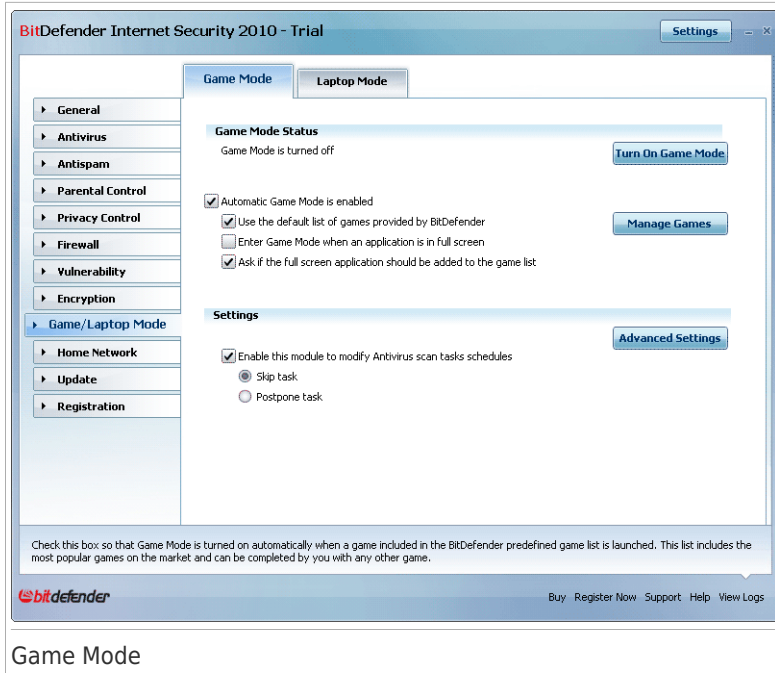 BitDefender Internet Security 2010 - Trial
Settings
Game Mode
Laptop Mode
General
Antivirus
Antispam
Parental Control
Privacy Control
Firewall
Vulnerability
Encryption
Game/Laptop Mode
Home Network
Update
Registration
Game Mode Status
Game Mode is turned off
Turn On Game Mode
Automatic Game Mode is enabled
Use the default list of games provided by BitDefender
Manage Games
Enter Game Mode when an application is in full screen
Ask if the full screen application should be added to the game list
Settings
Advanced Settings
Enable this module to modify Antivirus scan tasks schedules
Skip task
Postpone task
Check this box so that Game Mode is turned on automatically when a game included in the BitDefender predefined game list is launched. This list includes the
most popular games on the market and can be completed by you with any other game.
bitdefender
Buy Register Now Support Help View Logs
Game Mode